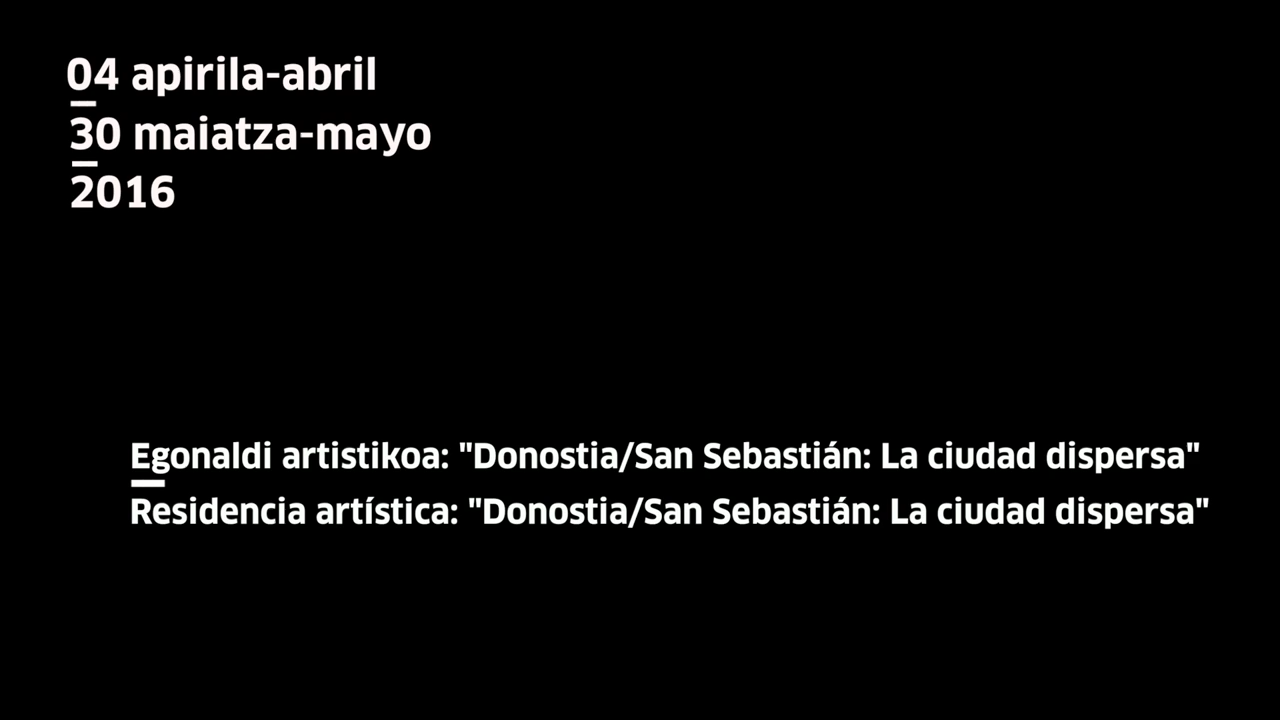 04 apirila-abril
30 maiatza-mayo
2016
Egonaldi artistikoa: "Donostia/San Sebastián: La ciudad dispersa"
Residencia artística: "Donostia/San Sebastián: La ciudad dispersa"